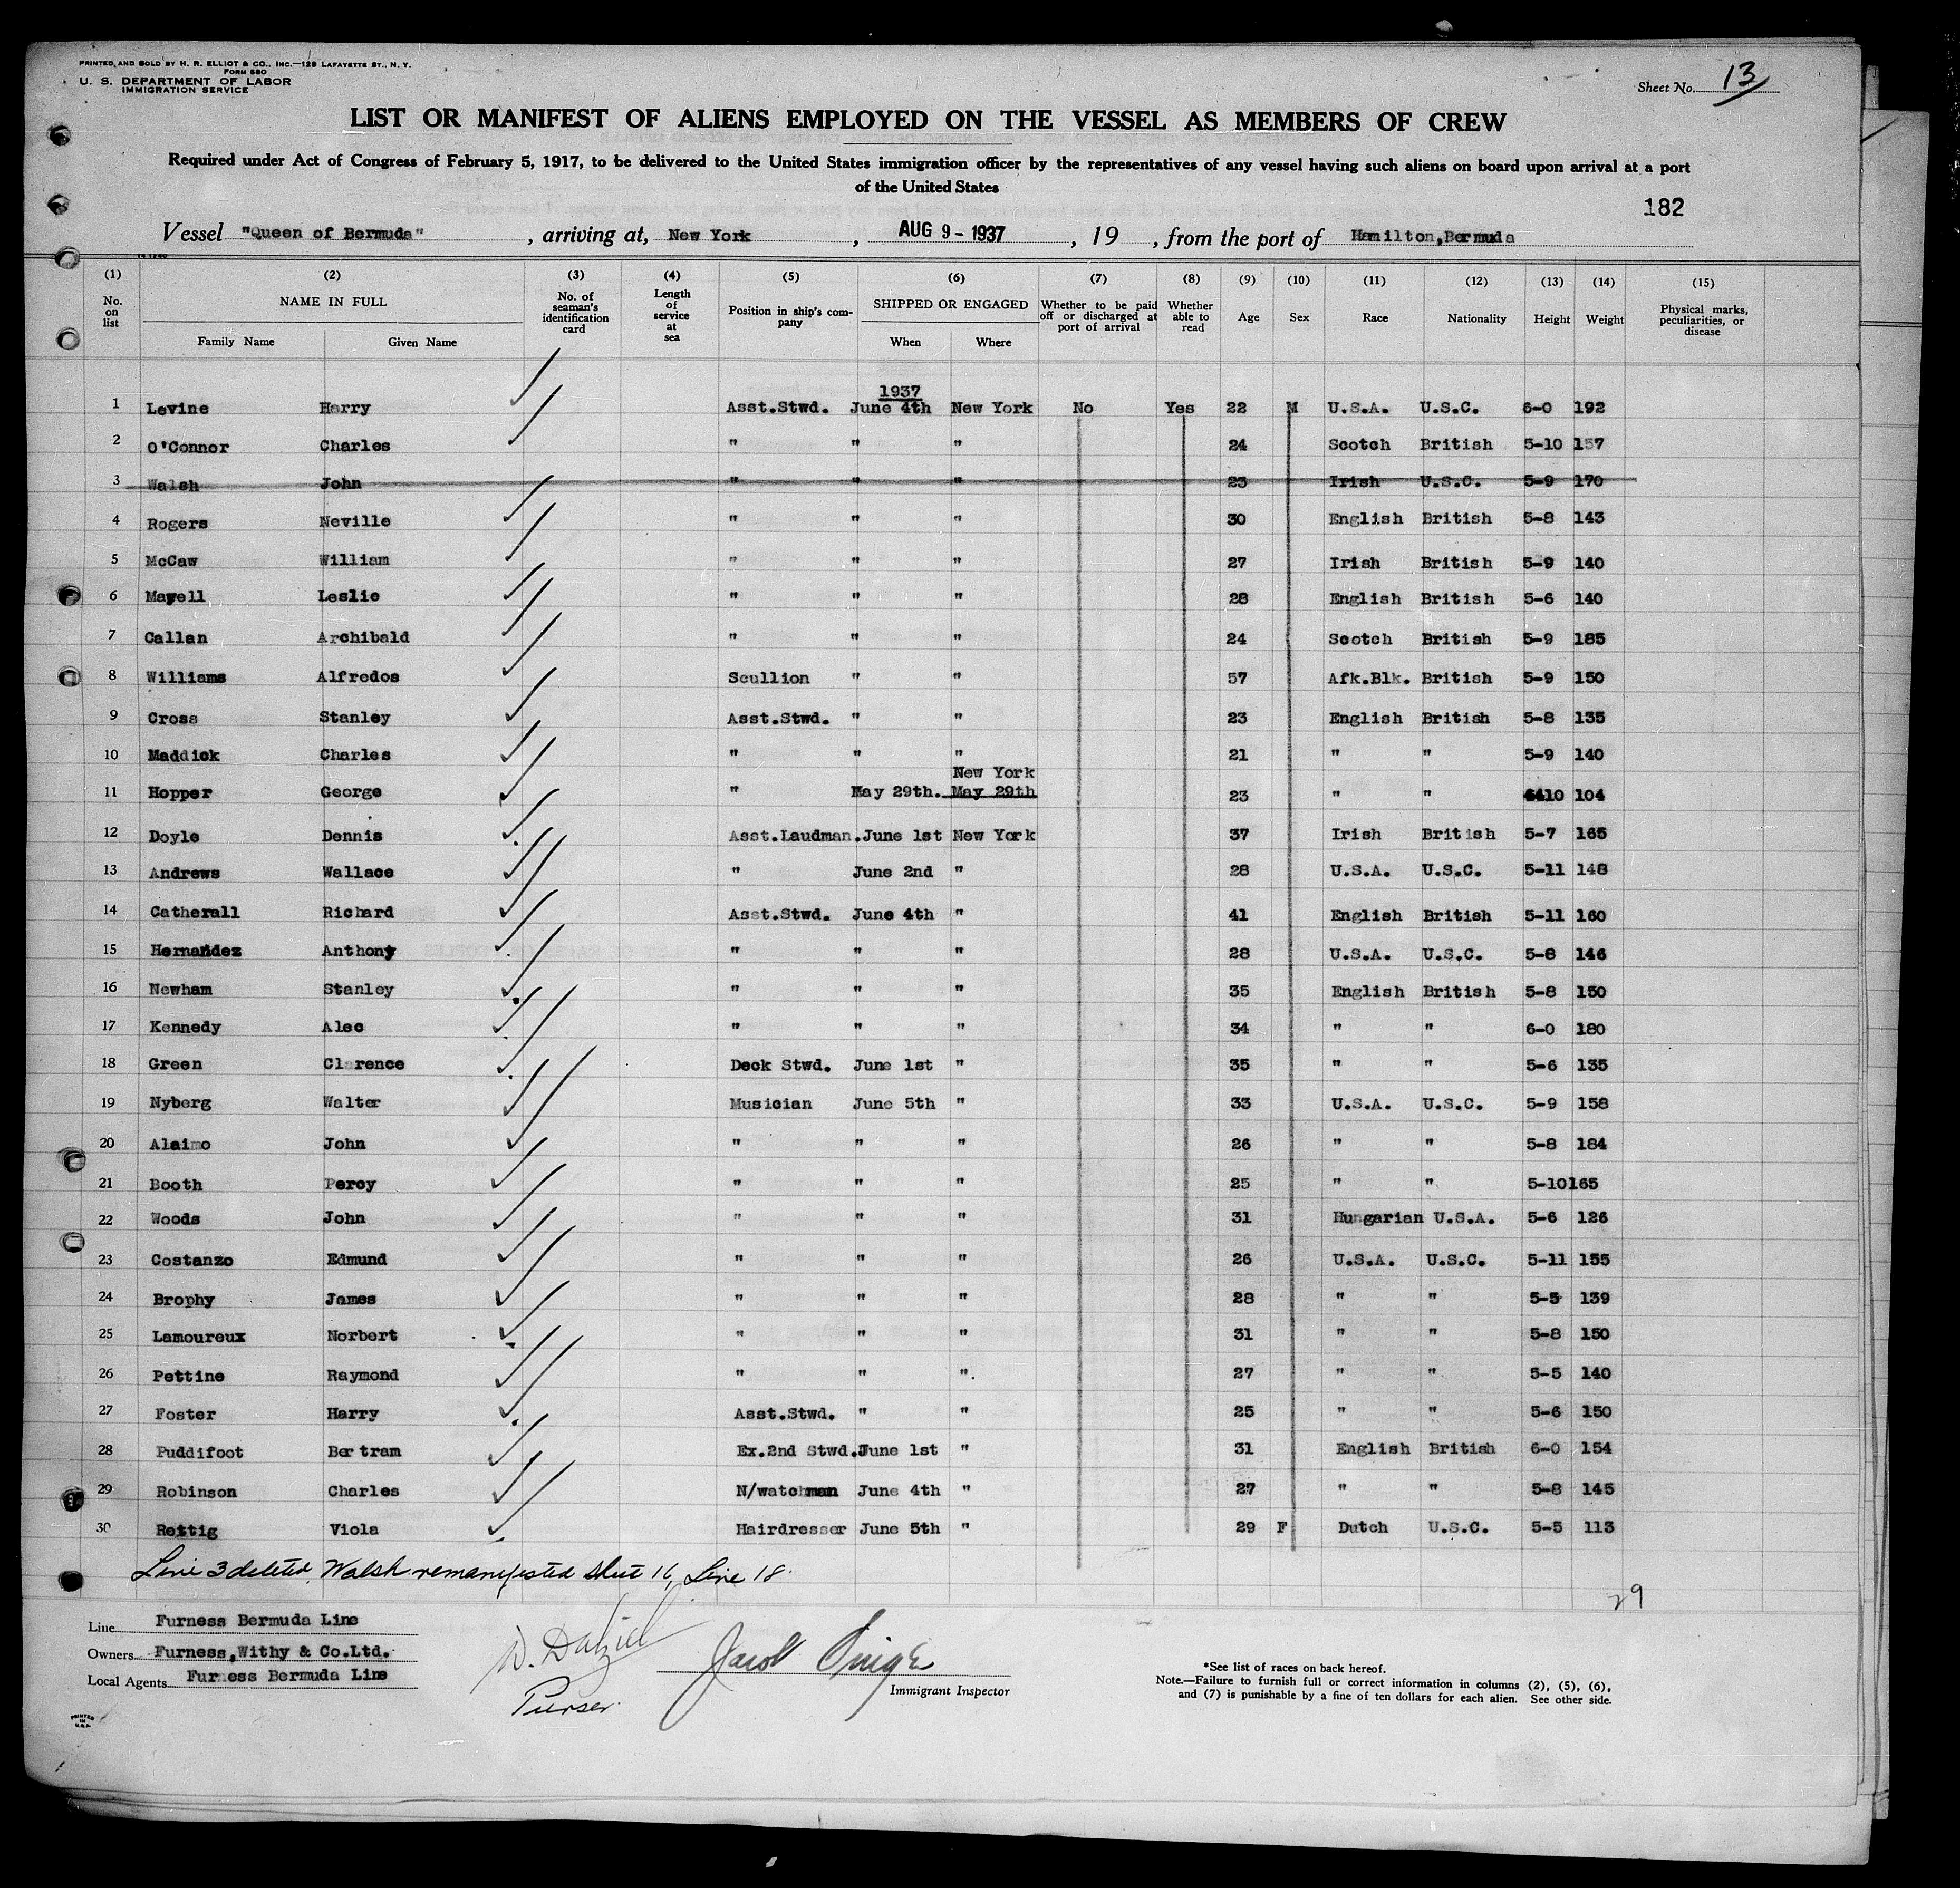 PRINTED AND SOLD BY H. R. ELLIOT & CO., INC.—128 LAFAYETTE ST., N. Y.
FORM 680
U. S. DEPARTMENT OF LABOR
IMMIGRATION SERVICE
Sheet No. 13
LIST OR MANIFEST OF ALIENS EMPLOYED ON THE VESSEL AS MEMBERS OF CREW
Required under Act of Congress of February 5, 1917, to be delivered to the United States immigration officer by the representatives of any vessel having such aliens on board upon arrival at a port
of the United States
182
Vessel "Queen of Bermuda", arriving at, New York, AUG 9 - 1937, 19 , from the port of Hamilton,Bermuda
(1) (2) (3) (4) (5) (6) (7) (8) (9) (10) (11) (12) (13) (14) (15)
No. on list NAME IN FULL Family Name Given Name No. of seaman's identification card Length of service at sea Position in ship's company SHIPPED OR ENGAGED When Where Whether to be paid off or discharged at port of arrival Whether able to read Age Sex Race Nationality Height Weight Physical marks, peculiarities, or disease
1937
1 Levine Harry Asst.Stwd. June 4th New York No Yes 22 M U.S.A. U.S.C. 6-0 192
2 O'Connor Charles " " " 24 Scotch British 5-10 157
3 Walsh John " " " 23 Irish U.S.C. 5-9 170
4 Rogers Neville " " " 30 English British 5-8 143
5 McCaw William " " " 27 Irish British 5-9 140
6 Mayell Leslie " " " 28 English British 5-6 140
7 Callan Archibald " " " 24 Scotch British 5-9 185
8 Williams Alfredos Scullion " " 57 Afk.Blk. British 5-9 150
9 Cross Stanley Asst.Stwd. " " 23 English British 5-8 135
10 Maddick Charles " " " 21 " " 5-9 140
New York
11 Hopper George " May 29th. May 29th 23 " " 104
12 Doyle Dennis Asst.Laudman. June 1st New York 37 Irish British 5-7 165
13 Andrews Wallace " June 2nd " 28 U.S.A. U.S.C. 5-11 148
14 Catherall Richard Asst.Stwd. June 4th " 41 English British 5-11 160
15 Hernandez Anthony " " " 28 U.S.A. U.S.C. 5-8 146
16 Newham Stanley " " " 35 English British 5-8 150
17 Kennedy Alec " " " 34 " " 6-0 180
18 Green Clarence Deck Stwd. June 1st " 35 " " 5-6 135
19 Nyberg Walter Musician June 5th " 33 U.S.A. U.S.C. 5-9 158
20 Alaimo John " " " 26 " " 5-8 184
21 Booth Percy " " " 25 " " 5-10 165
22 Woods John " " " 31 Hungarian U.S.A. 5-6 126
23 Costanzo Edmund " " " 26 U.S.A. U.S.C. 5-11 155
24 Brophy James " " " 28 " " 5-5 139
25 Lamoureux Norbert " " " 31 " " 5-8 150
26 Pettine Raymond " " ". 27 " " 5-5 140
27 Foster Harry Asst.Stwd. " " 25 " " 5-6 150
28 Puddifoot Bertram Ex.2nd Stwd. June 1st " 31 English British 6-0 154
29 Robinson Charles N/watchman June 4th " 27 " " 5-8 145
30 Rettig Viola Hairdresser June 5th " 29 F Dutch U.S.C. 5-5 113
Line 3 deleted, Walsh remanifested sheet 16, Line 18.
29
Line Furness Bermuda Line
Owners Furness,Withy & Co.Ltd.
Local Agents Furness Bermuda Line
W. Dalziel
Purser.
Jacob
Immigrant Inspector
*See list of races on back hereof.
Note.—Failure to furnish full or correct information in columns (2), (5), (6),
and (7) is punishable by a fine of ten dollars for each alien. See other side.
PRINTED
IN
U.S.A.